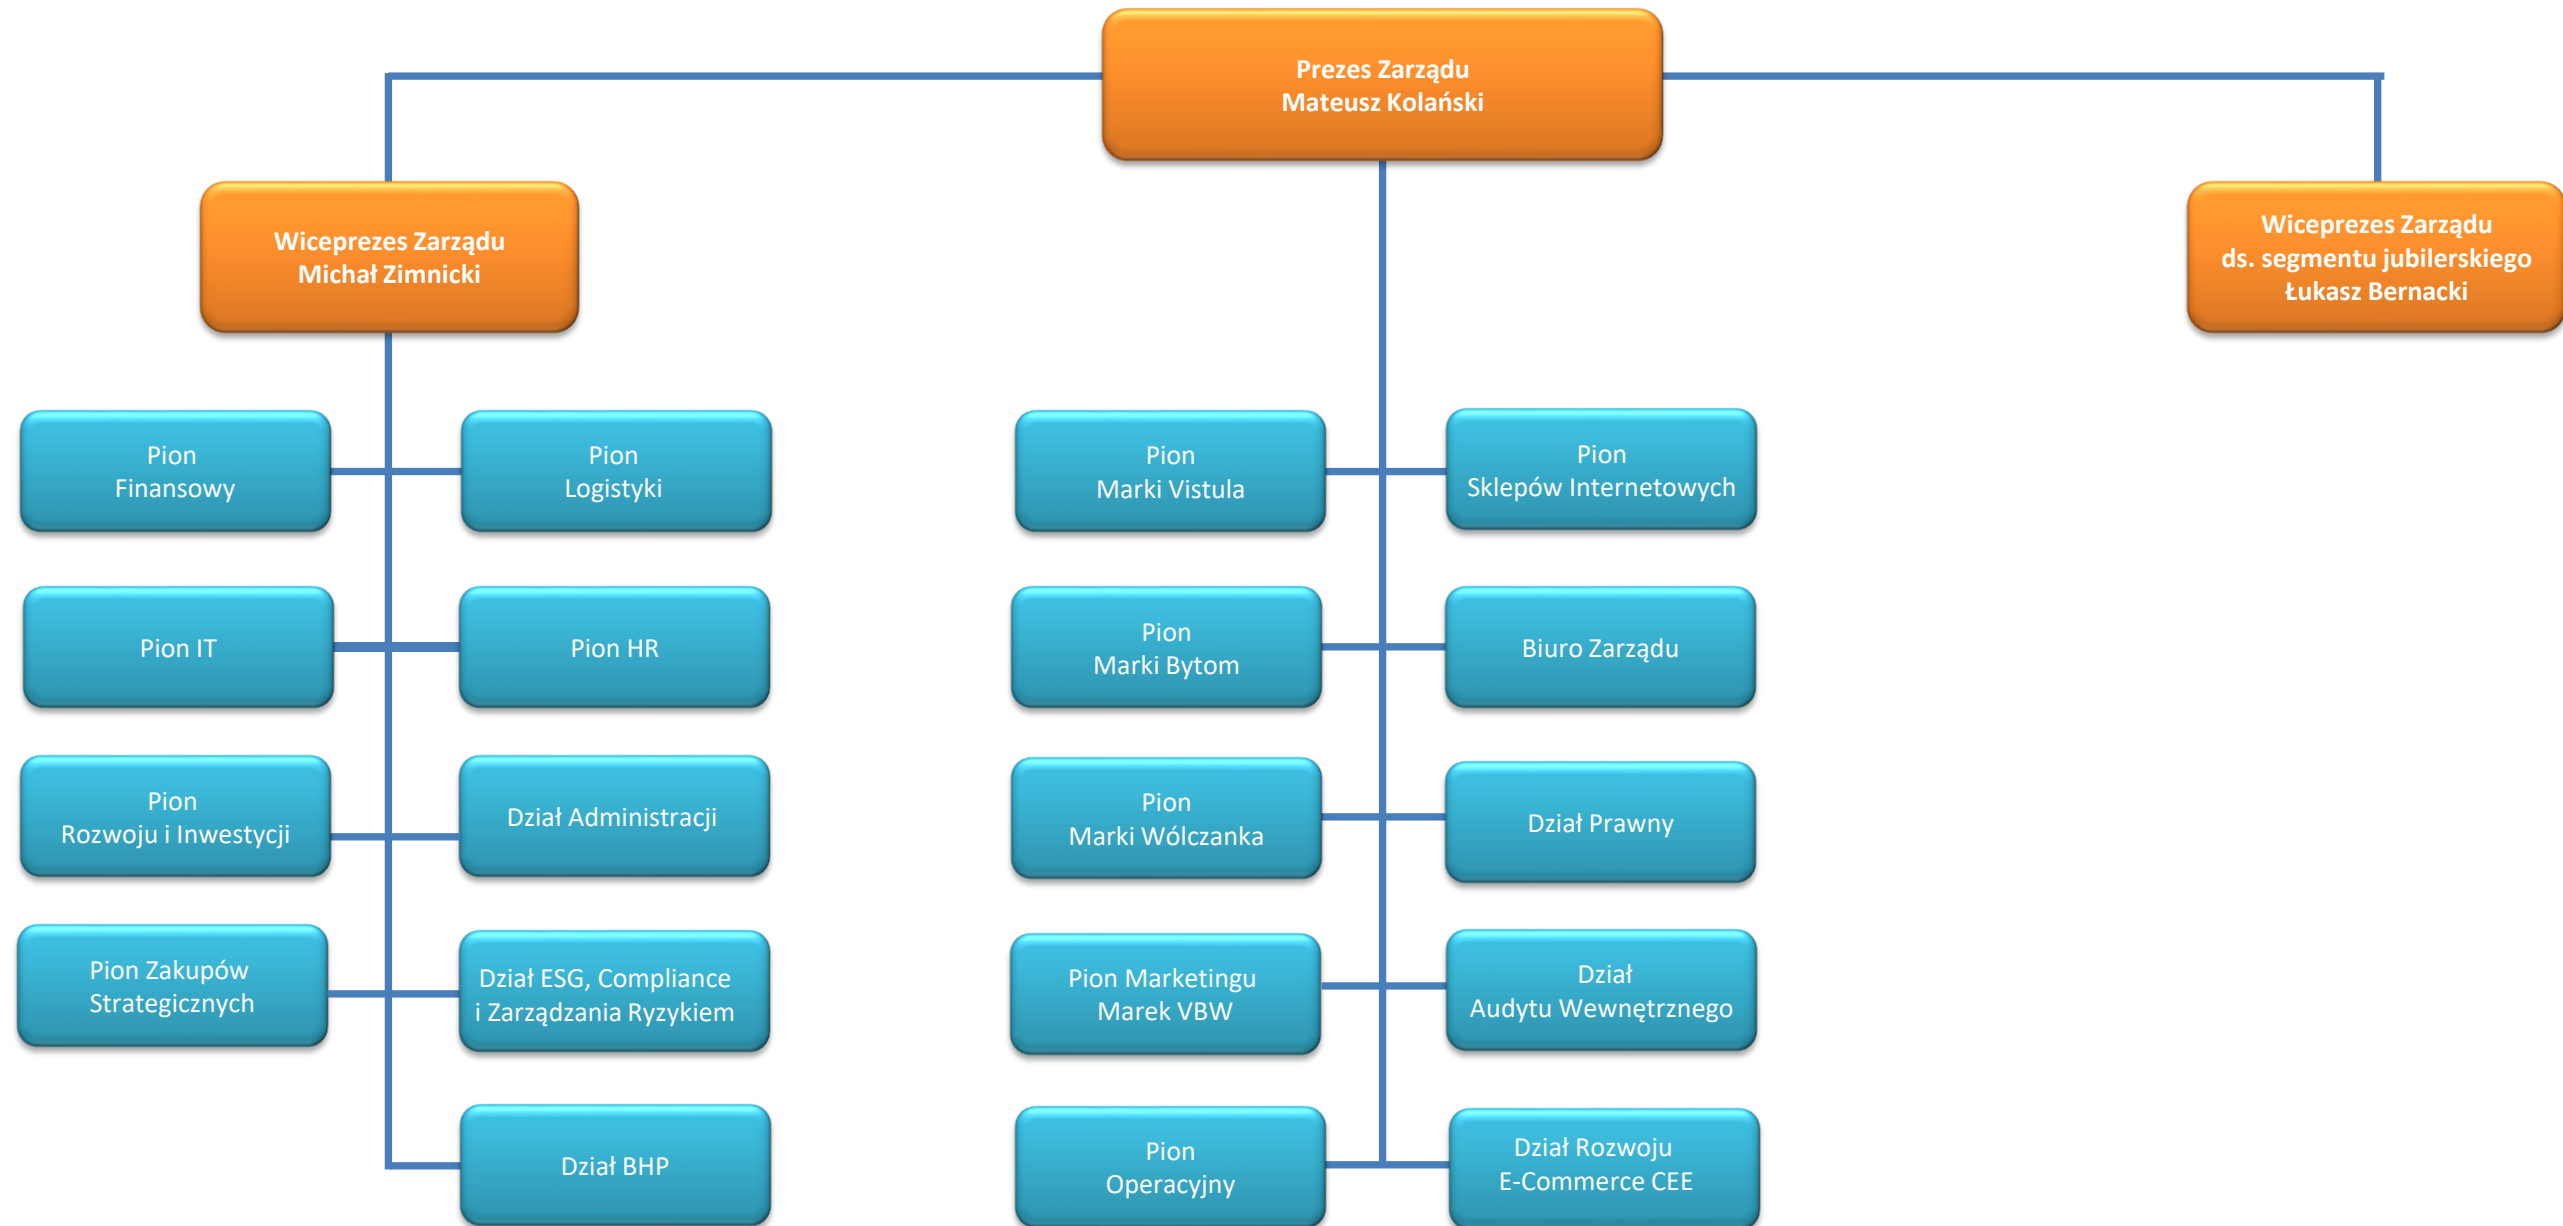 Prezes Zarządu
Mateusz Kolański
Wiceprezes Zarządu
Michał Zimnicki
Wiceprezes Zarządu
ds. segmentu jubilerskiego
Łukasz Bernacki
Pion
Finansowy
Pion
Logistyki
Pion IT
Pion HR
Pion
Rozwoju i Inwestycji
Dział Administracji
Pion Zakupów
Strategicznych
Dział ESG, Compliance
i Zarządzania Ryzykiem
Dział BHP
Pion
Marki Vistula
Pion
Sklepów Internetowych
Pion
Marki Bytom
Biuro Zarządu
Pion
Marki Wólczanka
Dział Prawny
Pion Marketingu
Marek VBW
Dział
Audytu Wewnętrznego
Pion
Operacyjny
Dział Rozwoju
E-Commerce CEE